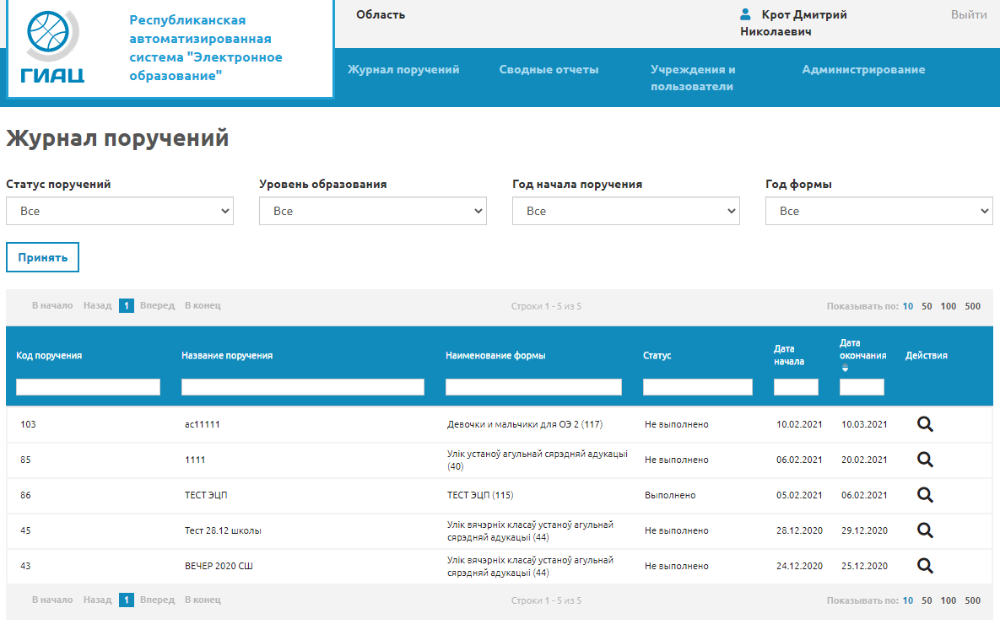 ГИАЦ
Республиканская
автоматизированная
система "Электронное
образование"
Область
Крот Дмитрий
Николаевич
Выйти
Журнал поручений
Сводные отчеты
Учреждения и
пользователи
Администрирование
Журнал поручений
Статус поручений
Уровень образования
Год начала поручения
Год формы
Все
Все
Все
Все
Принять
В начало Назад 1 Вперед В конец
Строки 1 - 5 из 5
Показывать по: 10 50 100 500
Код поручения
Название поручения
Наименование формы
Статус
Дата
начала
Дата
окончания
Действия
103 ac11111 Девочки и мальчики для ОЭ 2 (117) Не выполнено 10.02.2021 10.03.2021
85 1111 Улік устаноў агульнай сярэдняй адукацыі
(40) Не выполнено 06.02.2021 20.02.2021
86 ТЕСТ ЭЦП ТЕСТ ЭЦП (115) Выполнено 05.02.2021 06.02.2021
45 Тест 28.12 школы Улік вячэрніх класаў устаноў агульнай
сярэдняй адукацыі (44) Не выполнено 28.12.2020 29.12.2020
43 ВЕЧЕР 2020 СШ Улік вячэрніх класаў устаноў агульнай
сярэдняй адукацыі (44) Не выполнено 24.12.2020 25.12.2020
В начало Назад 1 Вперед В конец
Строки 1 - 5 из 5
Показывать по: 10 50 100 500